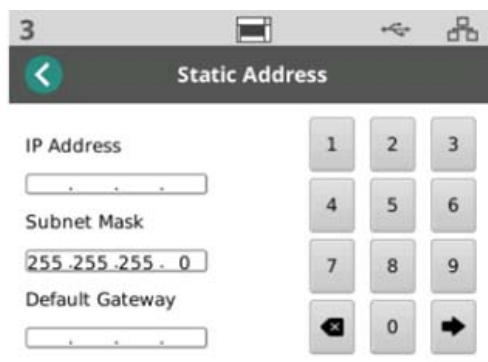 3
Static Address
IP Address
. . .
Subnet Mask
255 .255 .255 . 0
Default Gateway
. . .
1 2 3
4 5 6
7 8 9
0